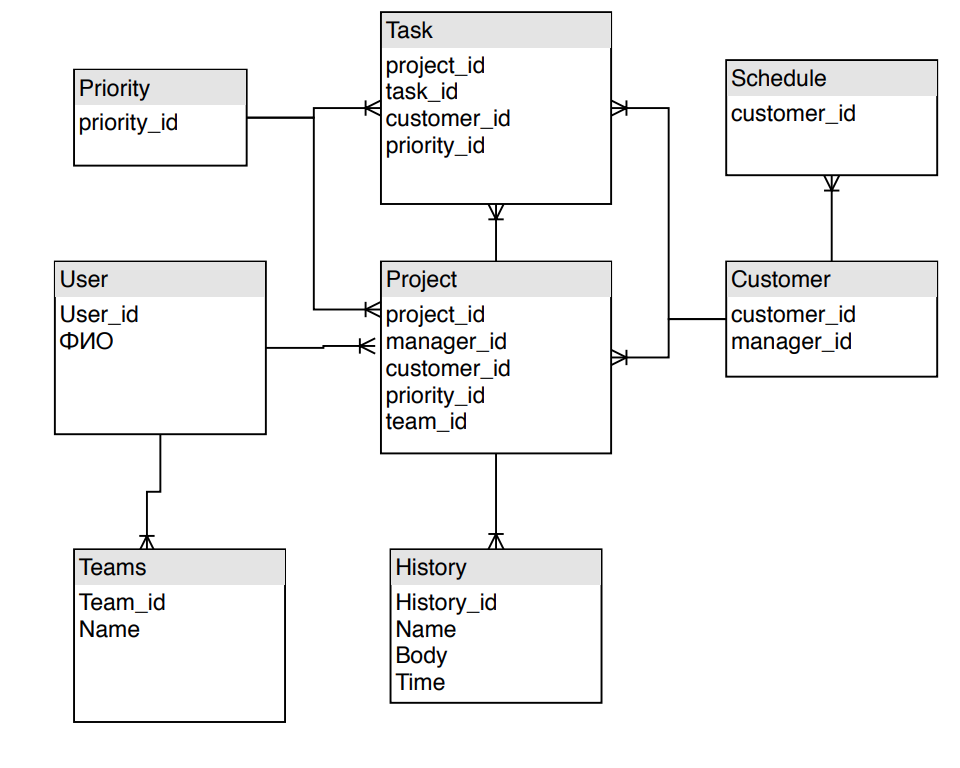 Task
project_id
task_id
customer_id
priority_id
Priority
priority_id
Schedule
customer_id
User
User_id
ФИО
Project
project_id
manager_id
customer_id
priority_id
team_id
Customer
customer_id
manager_id
Teams
Team_id
Name
History
History_id
Name
Body
Time